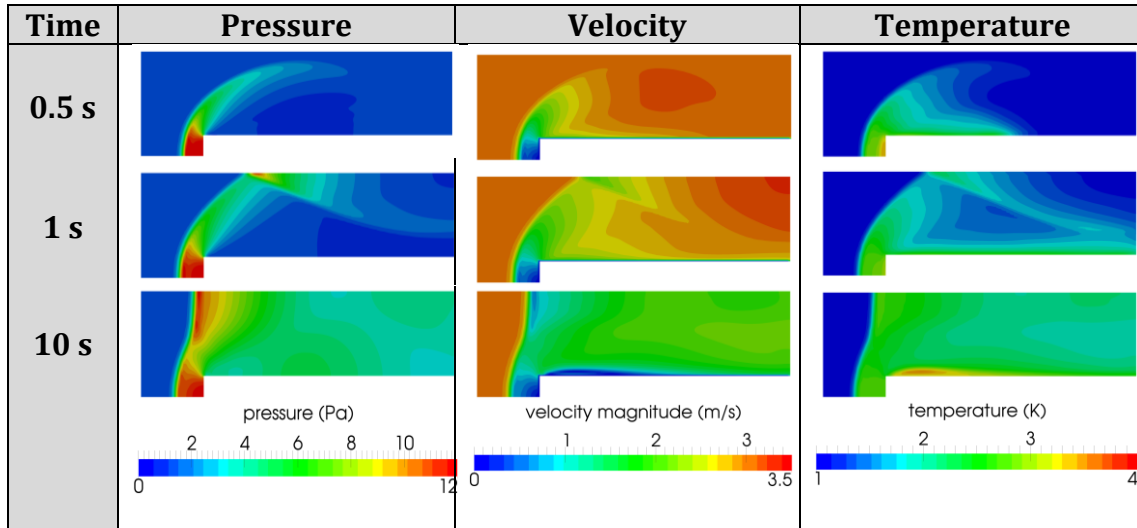 Time Pressure Velocity Temperature
0.5 s
1 s
10 s
pressure (Pa) velocity magnitude (m/s) temperature (K)
2 4 6 8 10 1 2 3 2 3
0 12 0 3.5 1 4